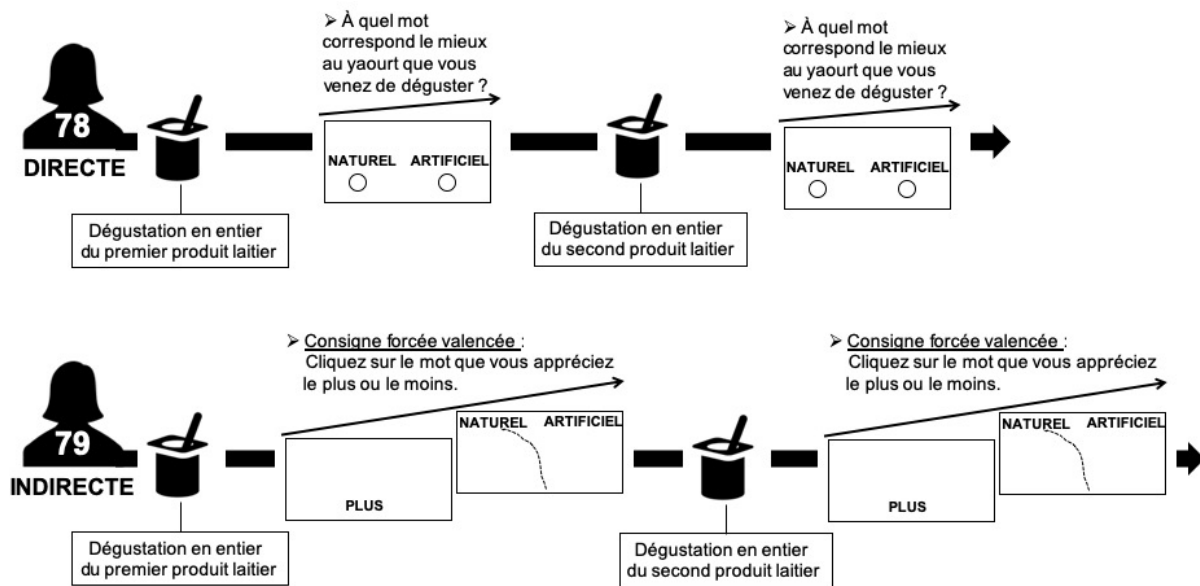 ➢ À quel mot
correspond le mieux
au yaourt que vous
venez de déguster ?
➢ À quel mot
correspond le mieux
au yaourt que vous
venez de déguster ?
78
DIRECTE
NATUREL ARTIFICIEL
NATUREL ARTIFICIEL
Dégustation en entier
du premier produit laitier
Dégustation en entier
du second produit laitier
➢ Consigne forcée valencée :
Cliquez sur le mot que vous appréciez
le plus ou le moins.
➢ Consigne forcée valencée :
Cliquez sur le mot que vous appréciez
le plus ou le moins.
79
INDIRECTE
PLUS
NATUREL ARTIFICIEL
PLUS
NATUREL ARTIFICIEL
Dégustation en entier
du premier produit laitier
Dégustation en entier
du second produit laitier